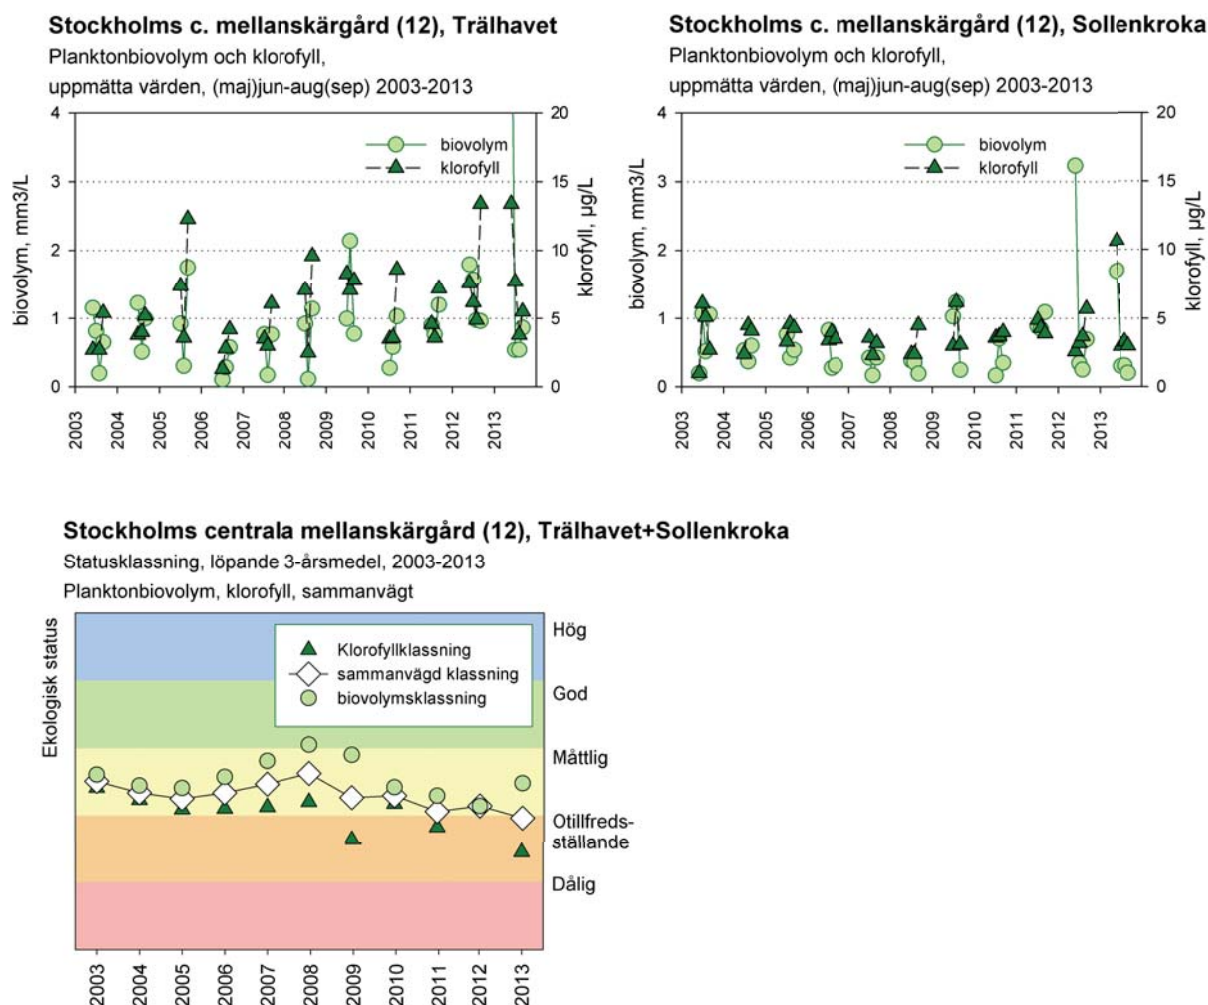 Stockholms c. mellanskärgård (12), Trälhavet
Planktonbiovolym och klorofyll,
uppmätta värden, (maj)jun-aug(sep) 2003-2013
biovolym, mm3/L
4
3
2
1
0
biovolym
klorofyll
20
15
10
5
0
klorofyll, µg/L
2003
2004
2005
2006
2007
2008
2009
2010
2011
2012
2013
Stockholms c. mellanskärgård (12), Sollenkroka
Planktonbiovolym och klorofyll,
uppmätta värden, (maj)jun-aug(sep) 2003-2013
biovolym, mm3/L
4
3
2
1
0
biovolym
klorofyll
20
15
10
5
0
klorofyll, µg/L
2003
2004
2005
2006
2007
2008
2009
2010
2011
2012
2013
Stockholms centrala mellanskärgård (12), Trälhavet+Sollenkroka
Statusklassning, löpande 3-årsmedel, 2003-2013
Planktonbiovolym, klorofyll, sammanvägt
Ekologisk status
Klorofyllklassning
sammanvägd klassning
biovolymsklassning
Hög
God
Måttlig
Otillfreds-
ställande
Dålig
2003
2004
2005
2006
2007
2008
2009
2010
2011
2012
2013